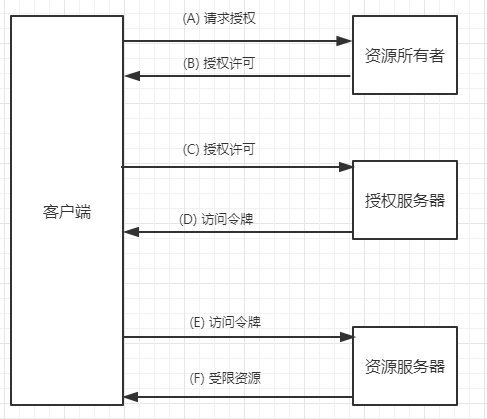 (A) 请求授权
资源所有者
(B) 授权许可
(C) 授权许可
授权服务器
客户端
(D) 访问令牌
(E) 访问令牌
资源服务器
(F) 受限资源